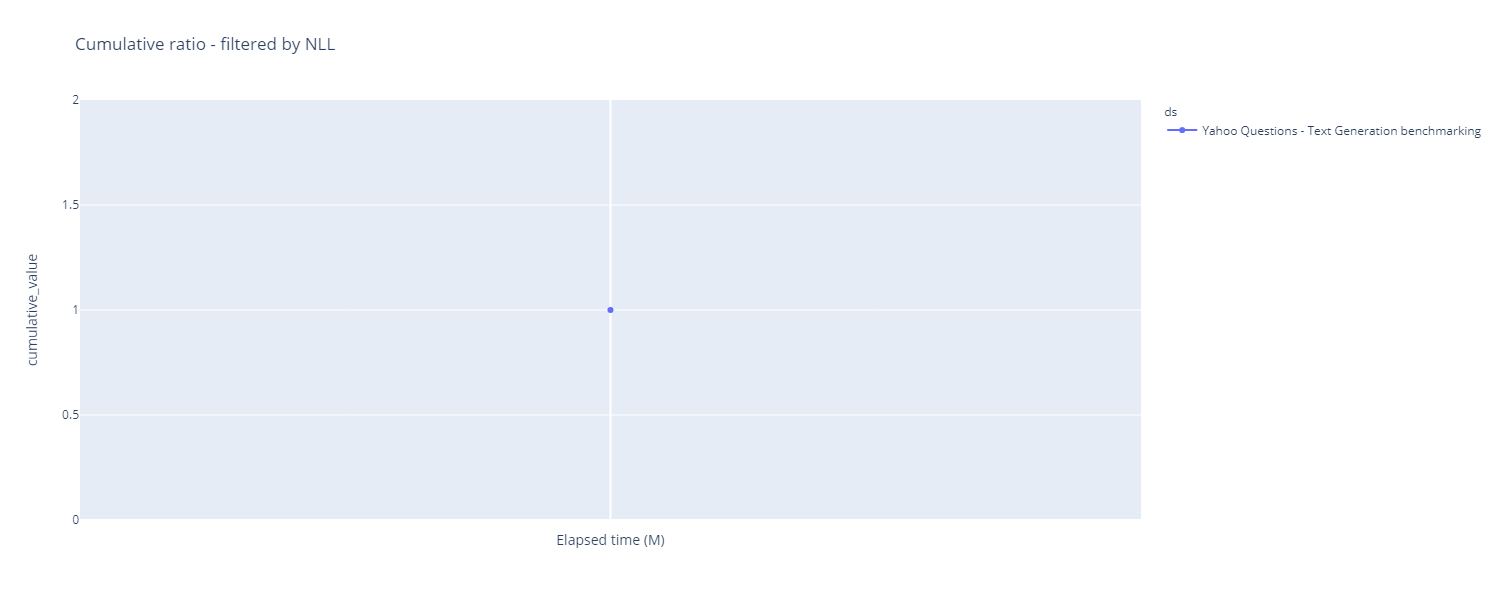 Cumulative ratio - filtered by NLL
2
1.5
1
0.5
0
cumulative_value
Elapsed time (M)
ds
Yahoo Questions - Text Generation benchmarking